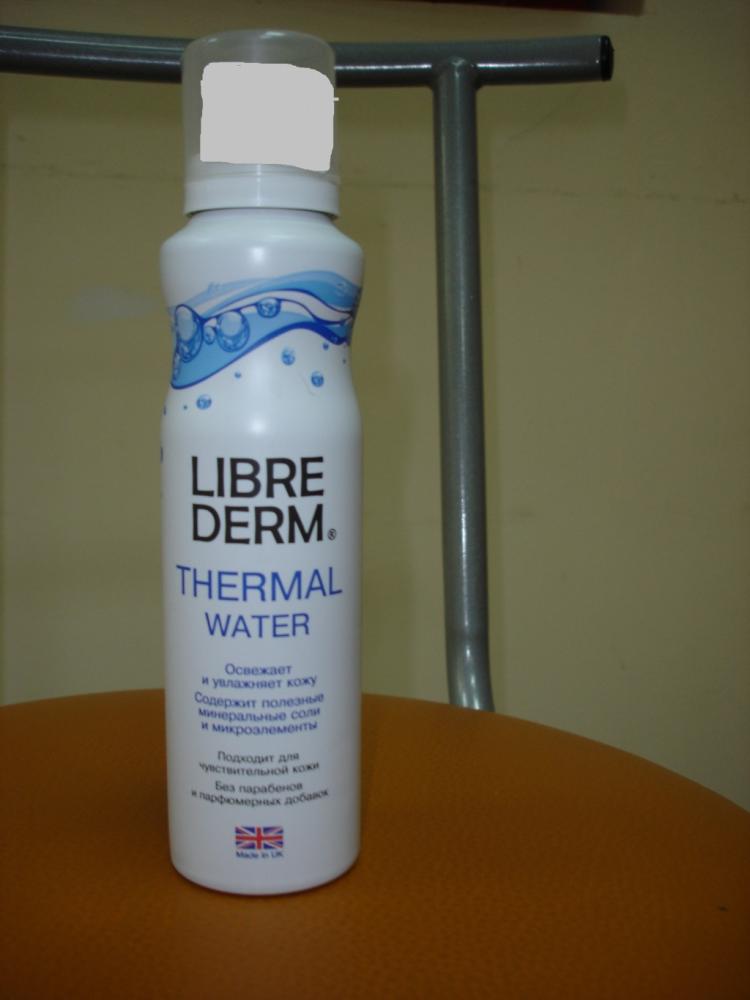 LIBRE
DERM®
THERMAL
WATER
Освежает
и увлажняет кожу
Содержит полезные
минеральные соли
и микроэлементы
Подходит для
чувствительной кожи
Без парабенов
и парфюмерных добавок
Made in UK